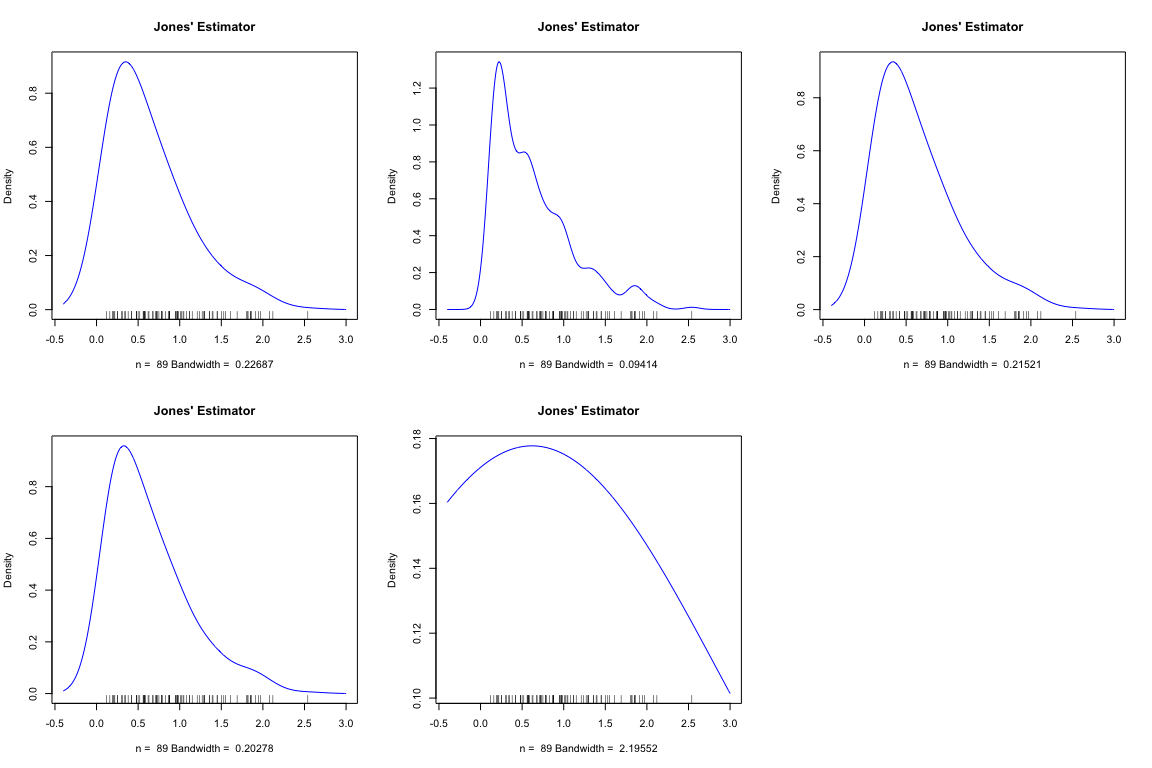 Jones' Estimator
Density
0.0 0.2 0.4 0.6 0.8
-0.5 0.0 0.5 1.0 1.5 2.0 2.5 3.0
n = 89 Bandwidth = 0.22687
Jones' Estimator
Density
0.0 0.2 0.4 0.6 0.8 1.0 1.2
-0.5 0.0 0.5 1.0 1.5 2.0 2.5 3.0
n = 89 Bandwidth = 0.09414
Jones' Estimator
Density
0.0 0.2 0.4 0.6 0.8
-0.5 0.0 0.5 1.0 1.5 2.0 2.5 3.0
n = 89 Bandwidth = 0.21521
Jones' Estimator
Density
0.0 0.2 0.4 0.6 0.8
-0.5 0.0 0.5 1.0 1.5 2.0 2.5 3.0
n = 89 Bandwidth = 0.20278
Jones' Estimator
Density
0.10 0.12 0.14 0.16 0.18
-0.5 0.0 0.5 1.0 1.5 2.0 2.5 3.0
n = 89 Bandwidth = 2.19552